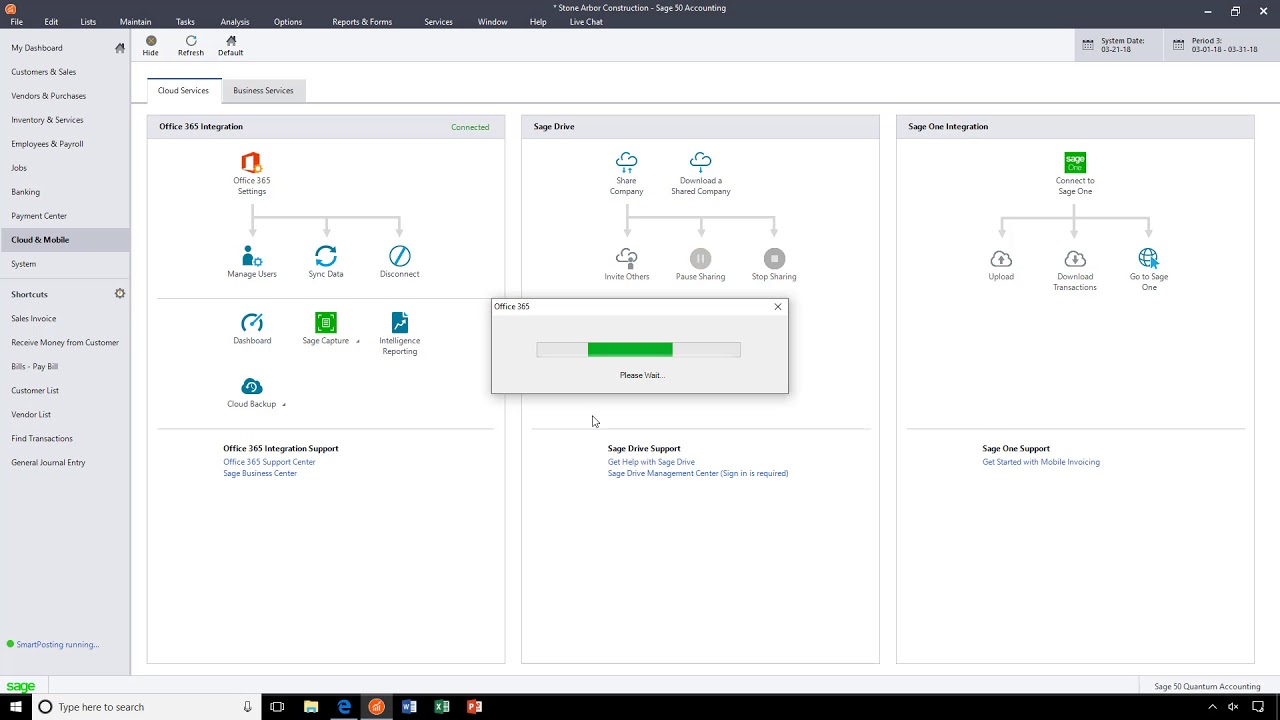 * Stone Arbor Construction - Sage 50 Accounting
File Edit Lists Maintain Tasks Analysis Options Reports & Forms Services Window Help Live Chat
My Dashboard
Customers & Sales
Vendors & Purchases
Inventory & Services
Employees & Payroll
Jobs
Banking
Payment Center
Cloud & Mobile
System
Shortcuts
Sales Invoice
Receive Money from Customer
Bills - Pay Bill
Customer List
Vendor List
Find Transactions
General Journal Entry
SmartPosting running...
sage
Hide Refresh Default
System Date:
03-21-18
Period 3:
03-01-18 - 03-31-18
Cloud Services Business Services
Office 365 Integration Connected
Office 365
Settings
Manage Users Sync Data Disconnect
Dashboard Sage Capture Intelligence
Reporting
Cloud Backup
Office 365 Integration Support
Office 365 Support Center
Sage Business Center
Sage Drive
Share
Company
Download a
Shared Company
Invite Others Pause Sharing Stop Sharing
Office 365
Please Wait...
Sage Drive Support
Get Help with Sage Drive
Sage Drive Management Center (Sign in is required)
Sage One Integration
sage
One
Connect to
Sage One
Upload
Download
Transactions
Go to Sage
One
Sage One Support
Get Started with Mobile Invoicing
Sage 50 Quantum Accounting
Type here to search